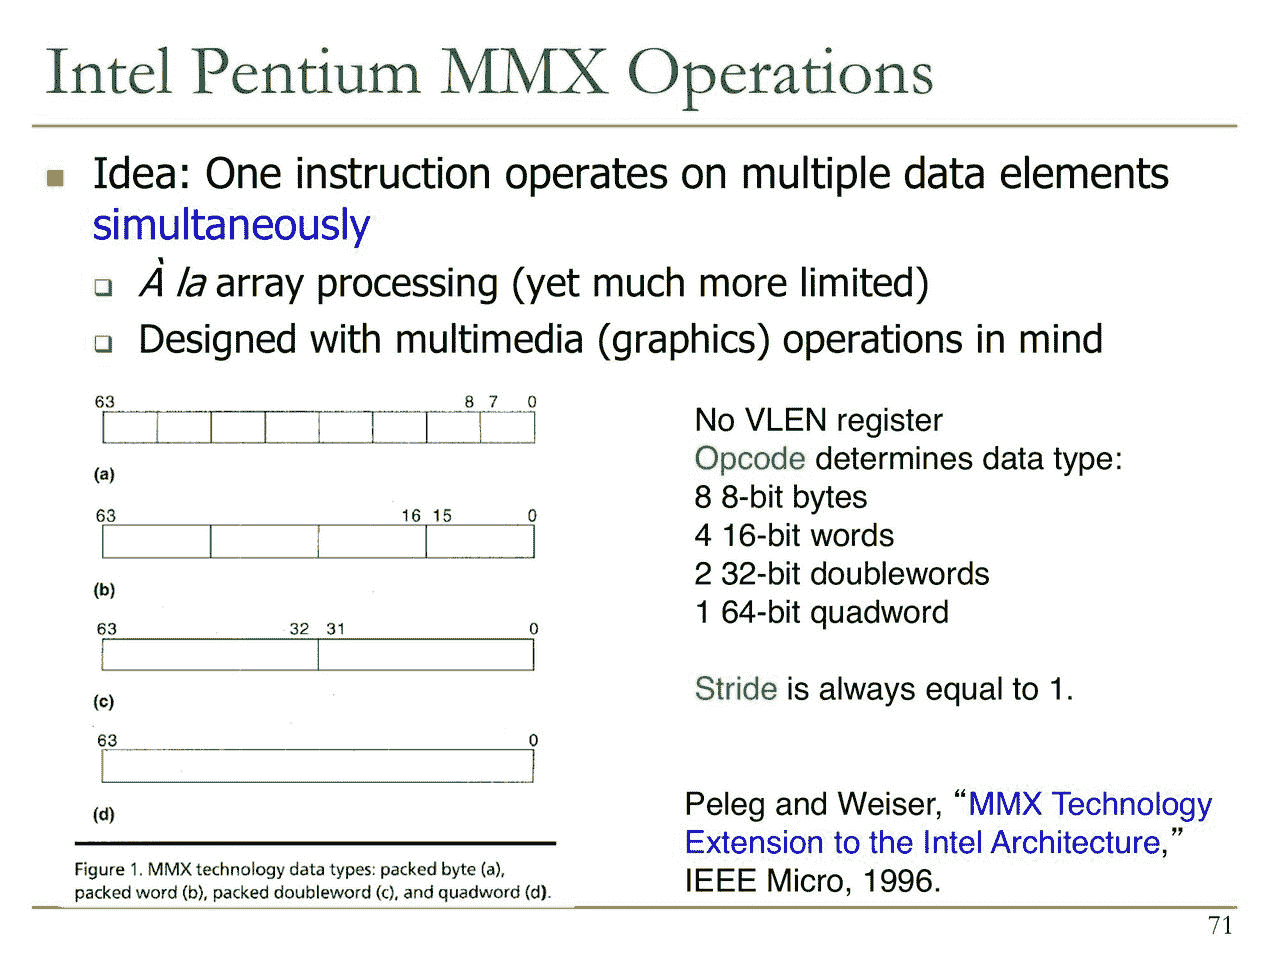 Intel Pentium MMX Operations
Idea: One instruction operates on multiple data elements
simultaneously
À la array processing (yet much more limited)
Designed with multimedia (graphics) operations in mind
63 8 7 0
(a)
63 16 15 0
(b)
63 32 31 0
(c)
63 0
(d)
Figure 1. MMX technology data types: packed byte (a),
packed word (b), packed doubleword (c), and quadword (d).
No VLEN register
Opcode determines data type:
8 8-bit bytes
4 16-bit words
2 32-bit doublewords
1 64-bit quadword
Stride is always equal to 1.
Peleg and Weiser, “MMX Technology
Extension to the Intel Architecture,”
IEEE Micro, 1996.
71